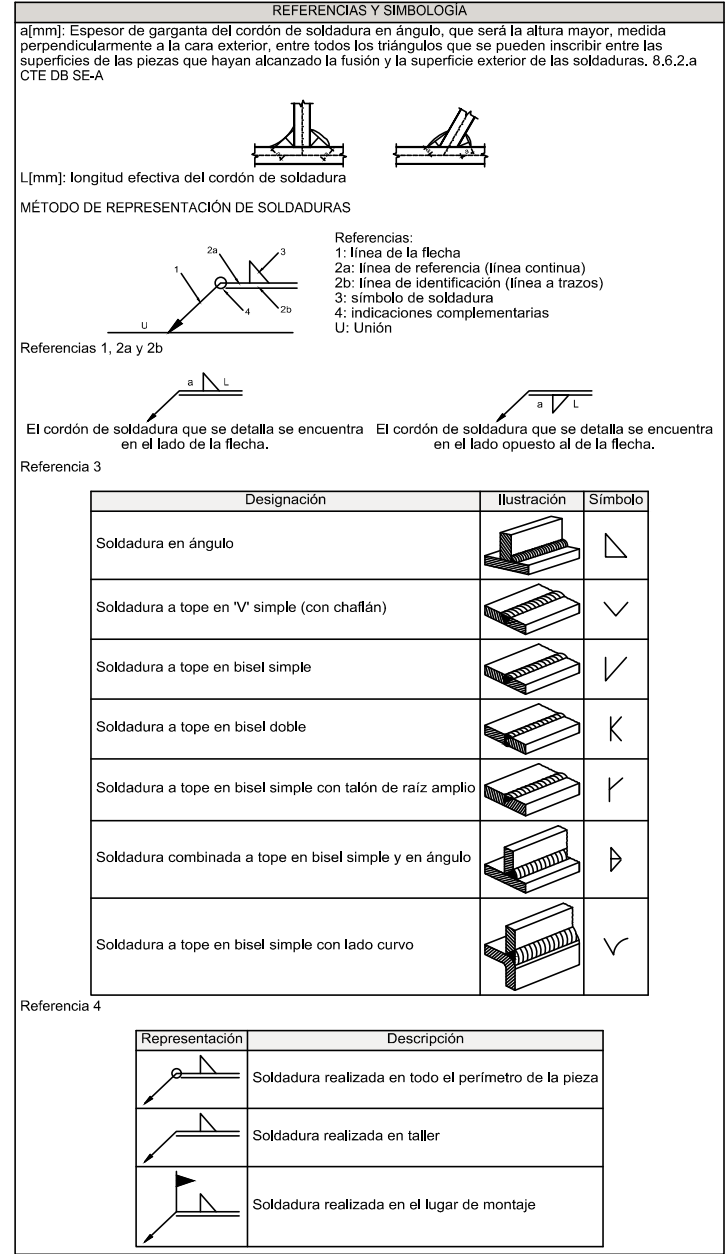 REFERENCIAS Y SIMBOLOGÍA
a[mm]: Espesor de garganta del cordón de soldadura en ángulo, que será la altura mayor, medida
perpendicularmente a la cara exterior, entre todos los triángulos que se pueden inscribir entre las
superficies de las piezas que hayan alcanzado la fusión y la superficie exterior de las soldaduras. 8.6.2.a
CTE DB SE-A
a a a a
L[mm]: longitud efectiva del cordón de soldadura
MÉTODO DE REPRESENTACIÓN DE SOLDADURAS
1 2a 3 4 2b U
Referencias:
1: línea de la flecha
2a: línea de referencia (línea continua)
2b: línea de identificación (línea a trazos)
3: símbolo de soldadura
4: indicaciones complementarias
U: Unión
Referencias 1, 2a y 2b
a L
El cordón de soldadura que se detalla se encuentra
en el lado de la flecha.
a L
El cordón de soldadura que se detalla se encuentra
en el lado opuesto al de la flecha.
Referencia 3
Designación Ilustración Símbolo
Soldadura en ángulo
Soldadura a tope en 'V' simple (con chaflán)
Soldadura a tope en bisel simple
Soldadura a tope en bisel doble
Soldadura a tope en bisel simple con talón de raíz amplio
Soldadura combinada a tope en bisel simple y en ángulo
Soldadura a tope en bisel simple con lado curvo
Referencia 4
Representación Descripción
Soldadura realizada en todo el perímetro de la pieza
Soldadura realizada en taller
Soldadura realizada en el lugar de montaje